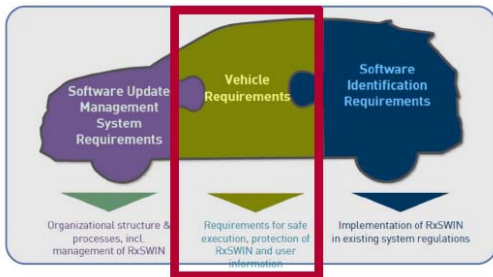 Software Update
Management
System
Requirements
Vehicle
Requirements
Software
Identification
Requirements
Organizational structure &
processes, incl.
management of RxSWIN
Requirements for safe
execution, protection of
RxSWIN and user
information
Implementation of RxSWIN
in existing system regulations